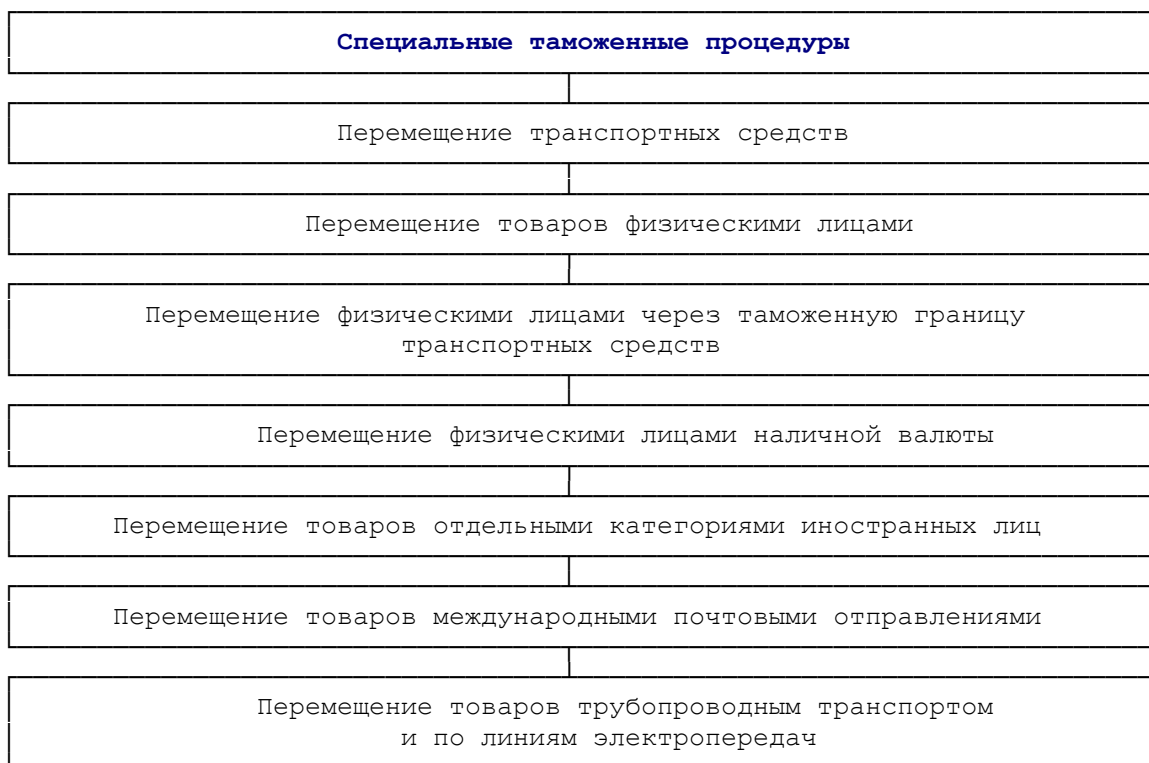 Специальные таможенные процедуры
Перемещение транспортных средств
Перемещение товаров физическими лицами
Перемещение физическими лицами через таможенную границу
транспортных средств
Перемещение физическими лицами наличной валюты
Перемещение товаров отдельными категориями иностранных лиц
Перемещение товаров международными почтовыми отправлениями
Перемещение товаров трубопроводным транспортом
и по линиям электропередач